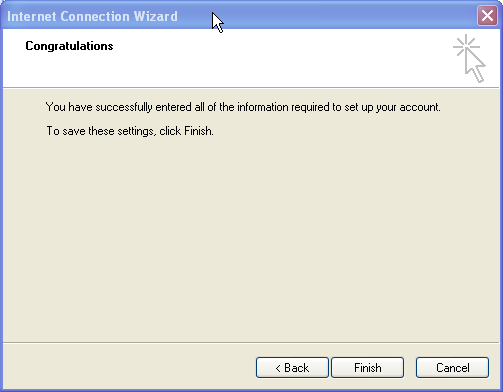 Internet Connection Wizard
Congratulations
You have successfully entered all of the information required to set up your account.
To save these settings, click Finish.
< Back Finish Cancel